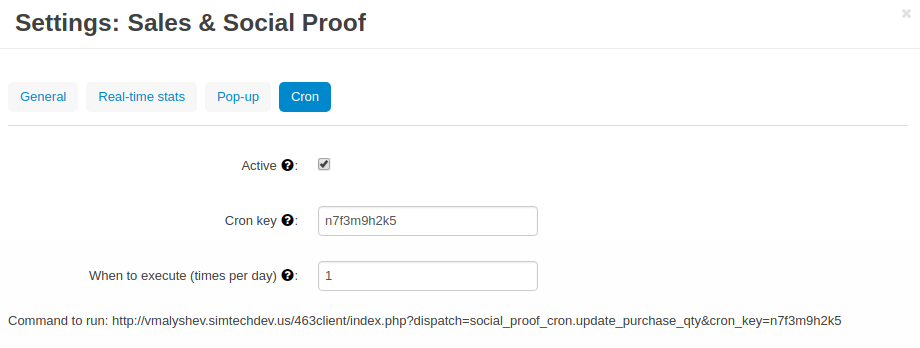 Settings: Sales & Social Proof
General Real-time stats Pop-up Cron
Active ?:
Cron key ?: n7f3m9h2k5
When to execute (times per day) ?: 1
Command to run: http://vmalyshev.simtechdev.us/463client/index.php?dispatch=social_proof_cron.update_purchase_qty&cron_key=n7f3m9h2k5